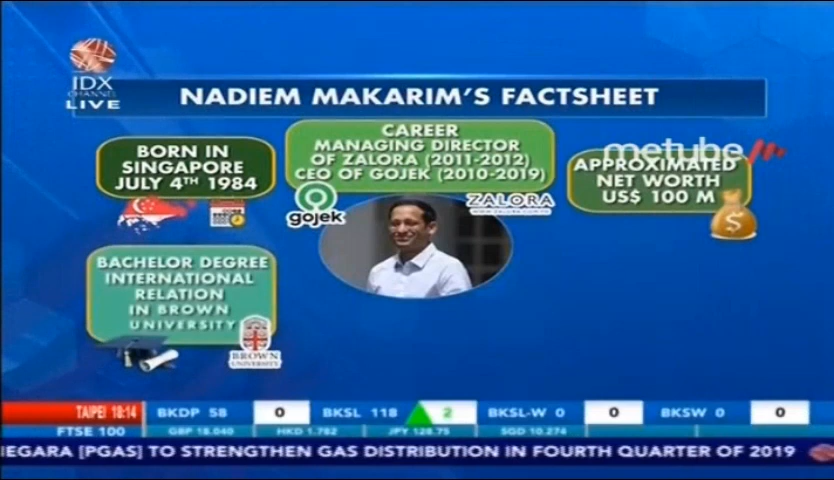 IDX
CHANNEL
LIVE
NADIEM MAKARIM'S FACTSHEET
metube
BORN IN
SINGAPORE
JULY 4TH 1984
CAREER
MANAGING DIRECTOR
OF ZALORA (2011-2012)
CEO OF GOJEK (2010-2019)
APPROXIMATED
NET WORTH
US$ 100 M
gojek
ZALORA
$
BACHELOR DEGREE
INTERNATIONAL
RELATION
IN BROWN
UNIVERSITY
BROWN
UNIVERSITY
TAIPEI 18:14 BKDP 58 0 BKSL 118 2 BKSL-W 0 0 BKSW 0 0
FTSE 100 GBP 18.040 HKD 1.782 JPY 128.75 SGD 10.274
NEGARA [PGAS] TO STRENGTHEN GAS DISTRIBUTION IN FOURTH QUARTER OF 2019